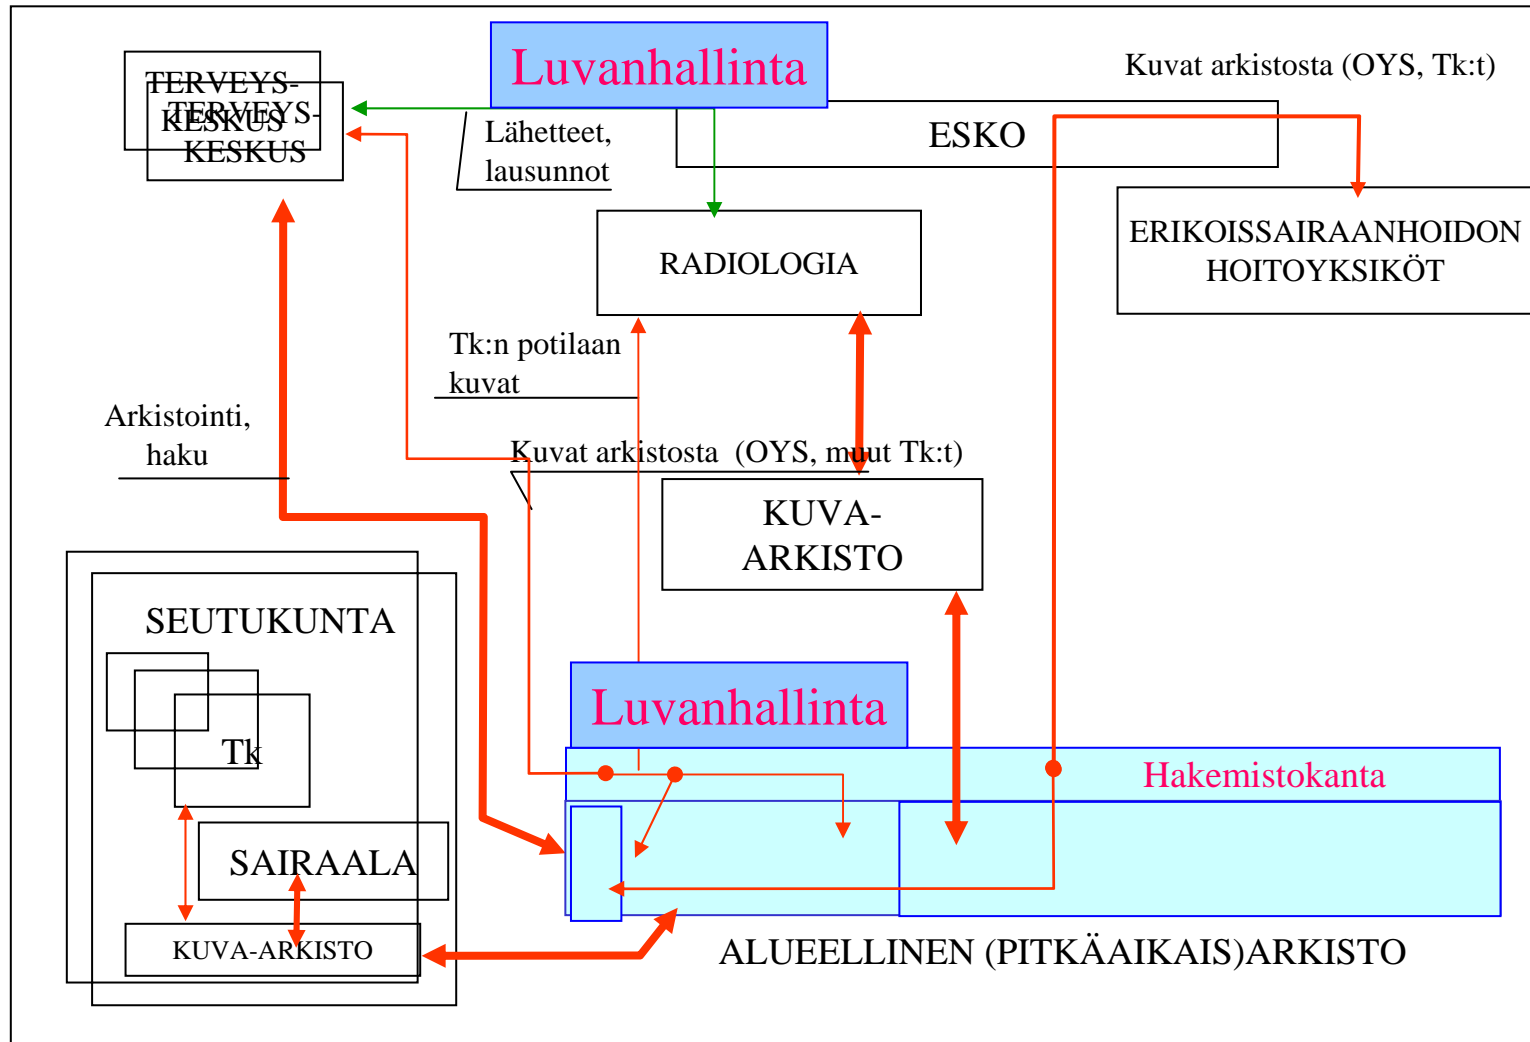 Luvanhallinta
Kuvat arkistosta (OYS, Tk:t)
TERVEYS-
KESKUS
TERVEYS-
KESKUS
Lähetteet,
lausunnot
ESKO
ERIKOISSAIRAANHOIDON
HOITOYKSIKÖT
RADIOLOGIA
Tk:n potilaan
kuvat
Arkistointi,
haku
Kuvat arkistosta (OYS, muut Tk:t)
KUVA-
ARKISTO
SEUTUKUNTA
Tk
SAIRAALA
KUVA-ARKISTO
Luvanhallinta
Hakemistokanta
ALUEELLINEN (PITKÄAIKAIS)ARKISTO